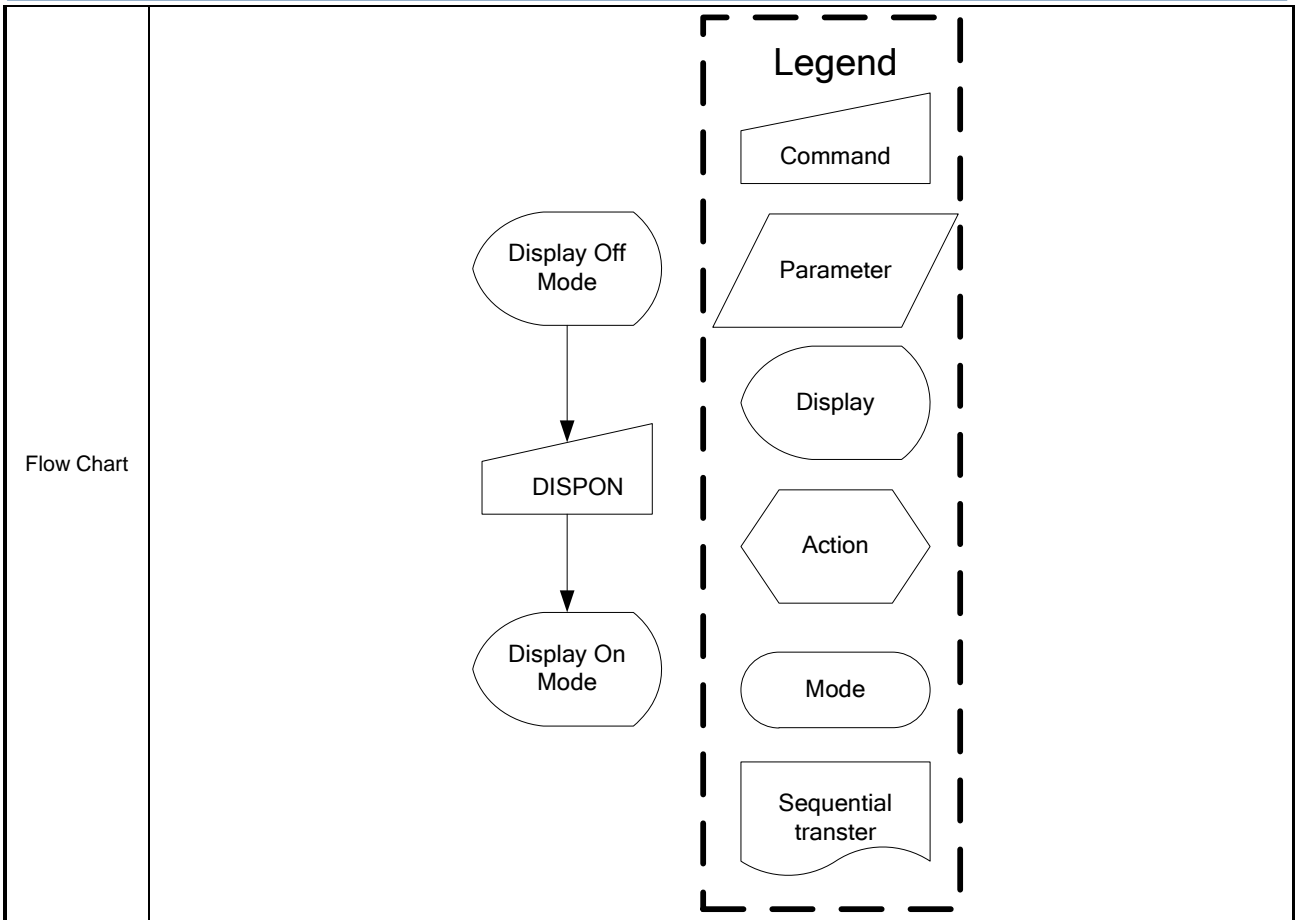 Flow Chart
Display Off
Mode
DISPON
Display On
Mode
Legend
Command
Parameter
Display
Action
Mode
Sequential
transter